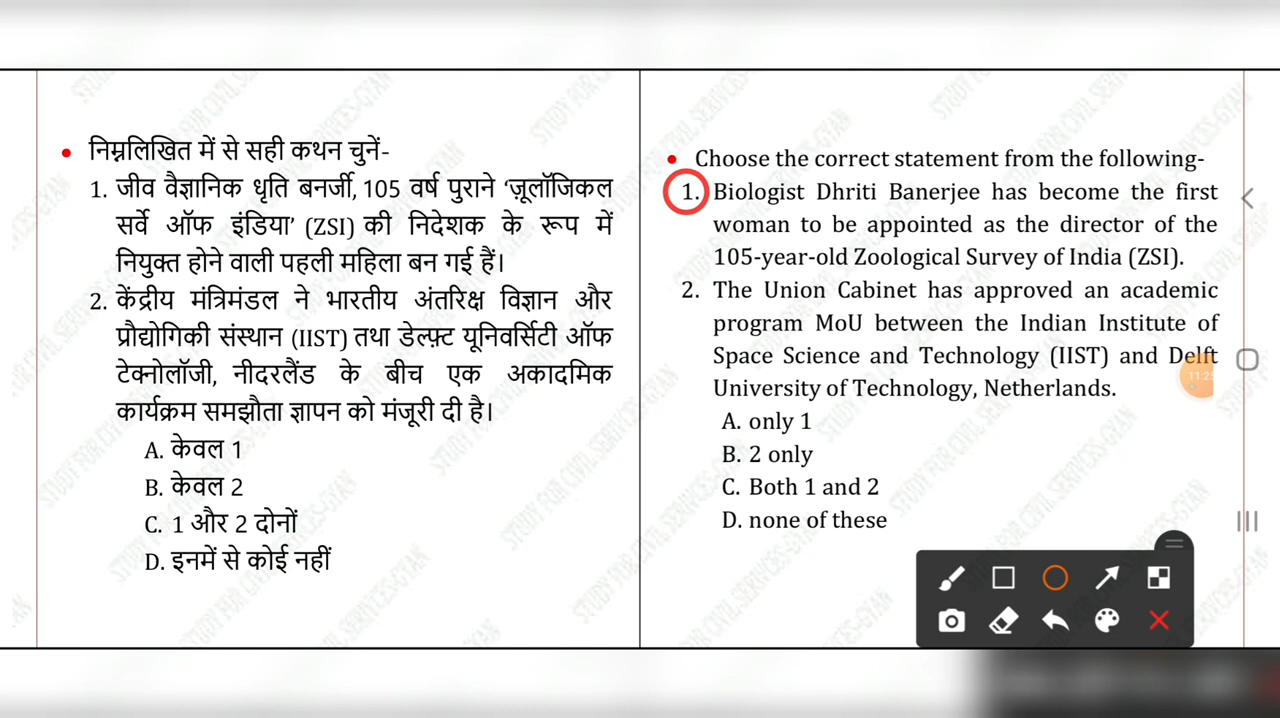 निम्नलिखित में से सही कथन चुनें-
1. जीव वैज्ञानिक धृति बनर्जी, 105 वर्ष पुराने ‘ज़ूलॉजिकल
सर्वे ऑफ इंडिया’ (ZSI) की निदेशक के रूप में
नियुक्त होने वाली पहली महिला बन गई हैं।
2. केंद्रीय मंत्रिमंडल ने भारतीय अंतरिक्ष विज्ञान और
प्रौद्योगिकी संस्थान (IIST) तथा डेल्फ़्ट यूनिवर्सिटी ऑफ
टेक्नोलॉजी, नीदरलैंड के बीच एक अकादमिक
कार्यक्रम समझौता ज्ञापन को मंजूरी दी है।
A. केवल 1
B. केवल 2
C. 1 और 2 दोनों
D. इनमें से कोई नहीं
Choose the correct statement from the following-
1. Biologist Dhriti Banerjee has become the first
woman to be appointed as the director of the
105-year-old Zoological Survey of India (ZSI).
2. The Union Cabinet has approved an academic
program MoU between the Indian Institute of
Space Science and Technology (IIST) and Delft
University of Technology, Netherlands.
A. only 1
B. 2 only
C. Both 1 and 2
D. none of these
STUDY FOR CIVIL SERVICES-GYAN